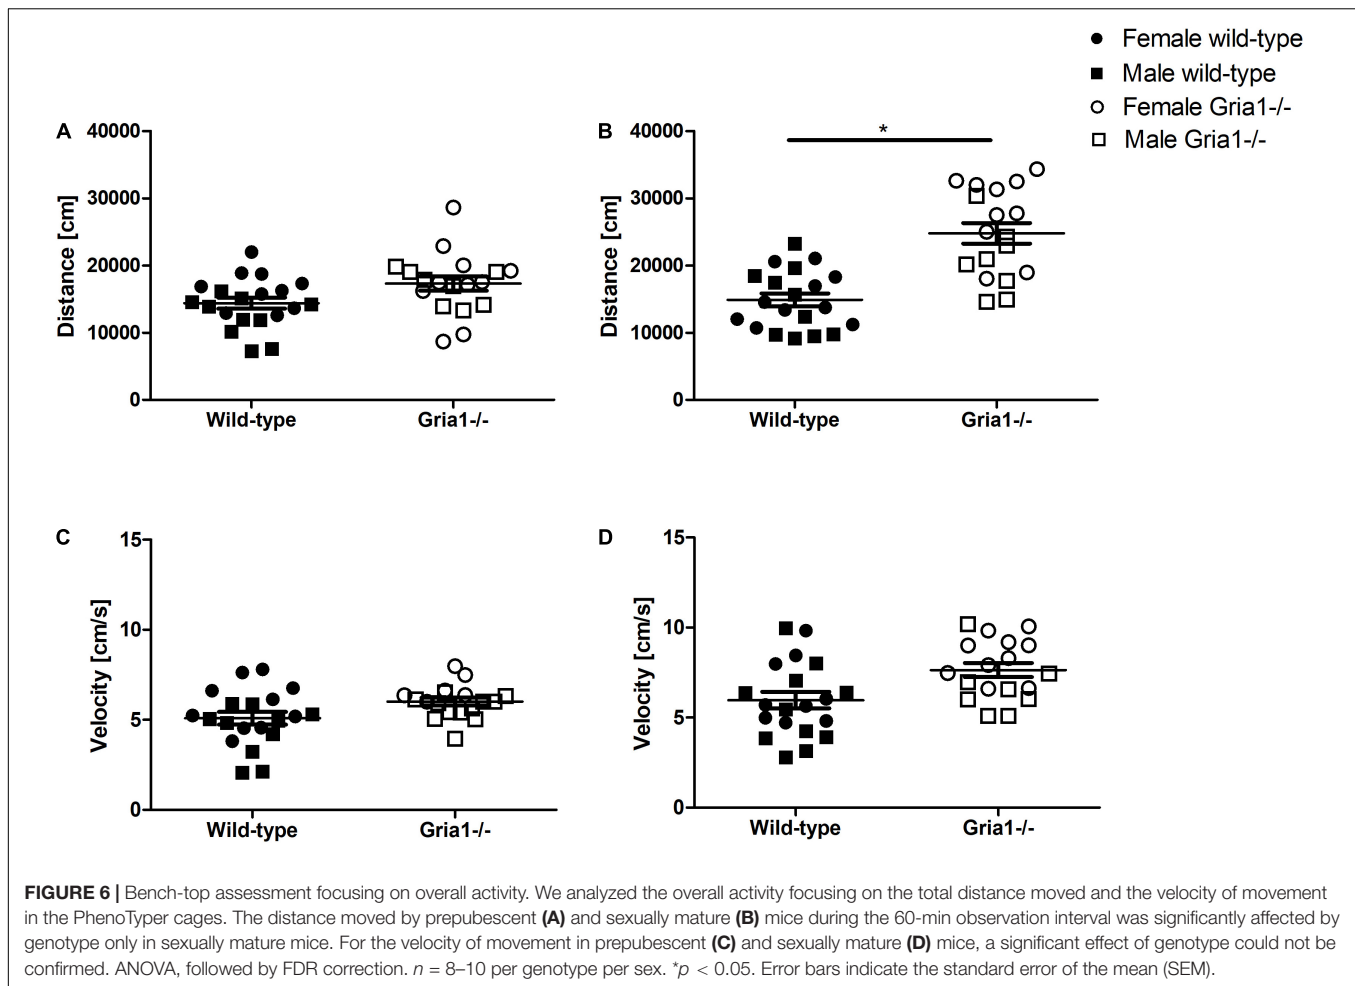 Female wild-type
Male wild-type
Female Gria1-/-
Male Gria1-/-
A
40000
30000
20000
10000
0
Distance [cm]
Wild-type
Gria1-/-
B
40000
30000
20000
10000
0
Distance [cm]
*
Wild-type
Gria1-/-
C
15
10
5
0
Velocity [cm/s]
Wild-type
Gria1-/-
D
15
10
5
0
Velocity [cm/s]
Wild-type
Gria1-/-
FIGURE 6 | Bench-top assessment focusing on overall activity. We analyzed the overall activity focusing on the total distance moved and the velocity of movement
in the PhenoTyper cages. The distance moved by prepubescent (A) and sexually mature (B) mice during the 60-min observation interval was significantly affected by
genotype only in sexually mature mice. For the velocity of movement in prepubescent (C) and sexually mature (D) mice, a significant effect of genotype could not be
confirmed. ANOVA, followed by FDR correction. n = 8–10 per genotype per sex. *p < 0.05. Error bars indicate the standard error of the mean (SEM).